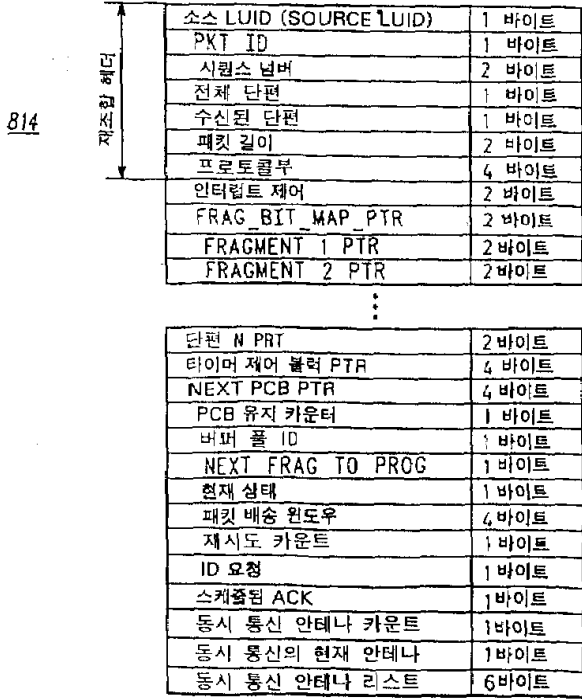 소스 LUID (SOURCE LUID) 1 바이트
PKT ID 1 바이트
시퀀스 넘버 2 바이트
전체 단편 1 바이트
수신된 단편 1 바이트
패킷 길이 2 바이트
프로토콜부 4 바이트
인터럽트 제어 2 바이트
FRAG_BIT_MAP_PTR 2 바이트
FRAGMENT 1 PTR 2바이트
FRAGMENT 2 PTR 2바이트
814
재조합 헤더
단편 N PRT 2바이트
타이머 제어 블럭 PTR 4 바이트
NEXT PCB PTR 4 바이트
PCB 유지 카운터 1 바이트
버퍼 풀 ID 1 바이트
NEXT FRAG TO PROG 1바이트
현재 상태 1 바이트
패킷 배송 윈도우 4바이트
재시도 카운트 1 바이트
ID 요청 1 바이트
스케줄된 ACK 1바이트
동시 통신 안테나 카운트 1바이트
동시 통신의 현재 안테나 1바이트
동시 통신 안테나 리스트 6바이트